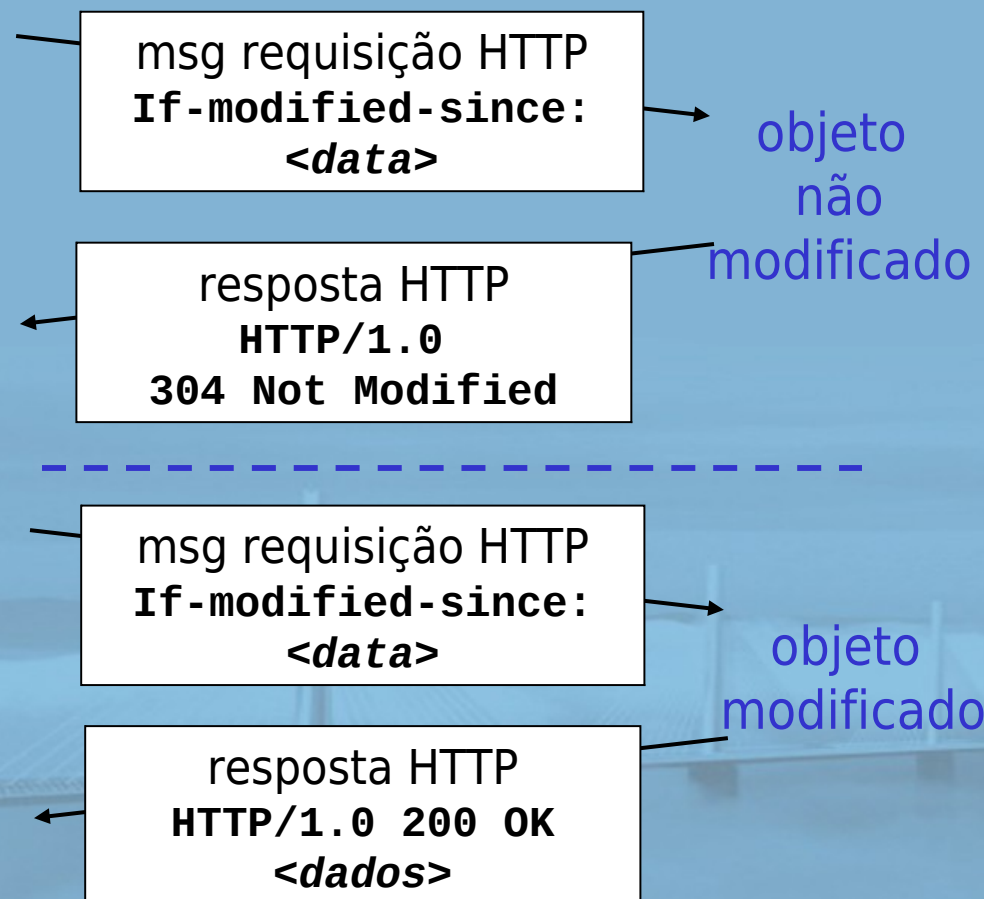 msg requisição HTTP
If-modified-since:
<data>
objeto
não
modificado
resposta HTTP
HTTP/1.0
304 Not Modified
msg requisição HTTP
If-modified-since:
<data>
objeto
modificado
resposta HTTP
HTTP/1.0 200 OK
<dados>